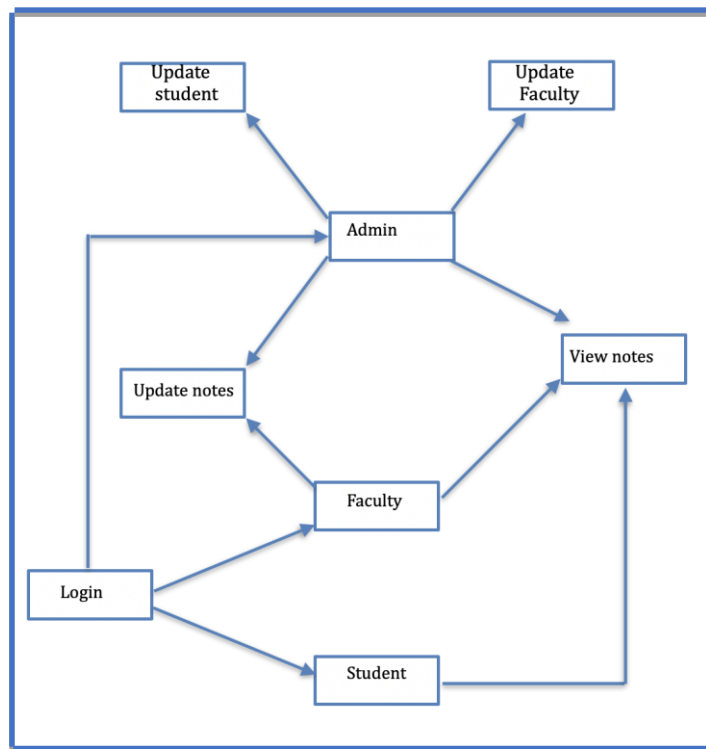 Update
student
Update
Faculty
Admin
View notes
Update notes
Faculty
Login
Student